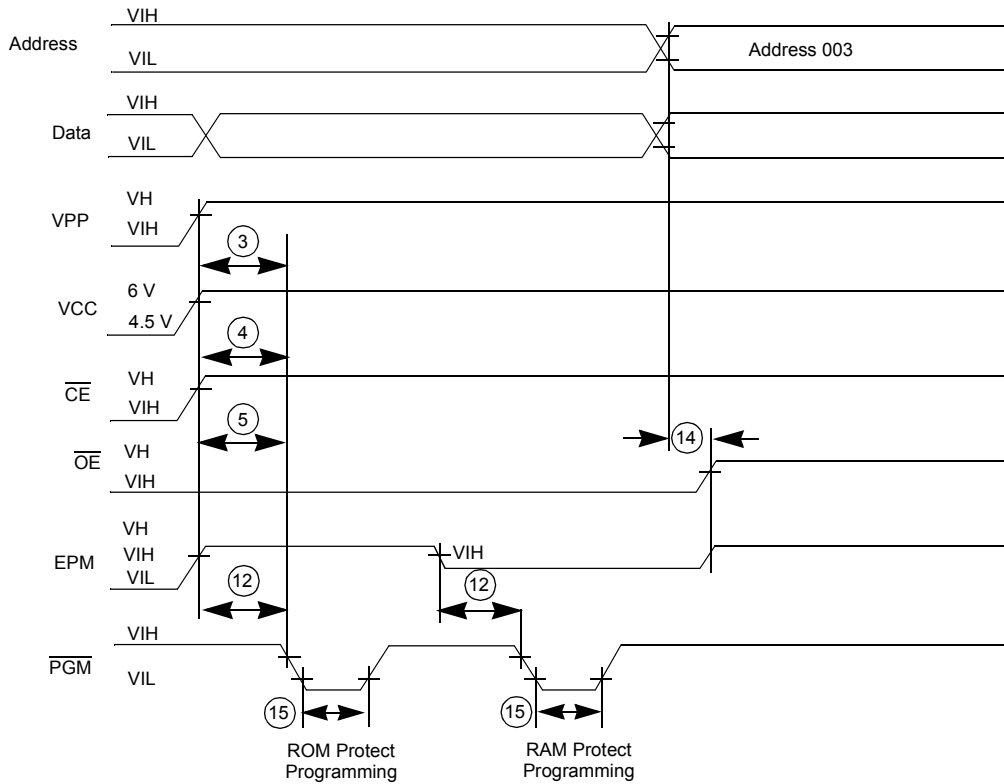 VIH
Address
VIL
Address 003
VIH
Data
VIL
VH
VPP
VIH
3
6 V
VCC
4.5 V
4
VH
CE
VIH
5
14
VH
OE
VIH
VH
VIH
EPM
VIL
VIH
12
12
VIH
PGM
VIL
15
15
ROM Protect
Programming
RAM Protect
Programming